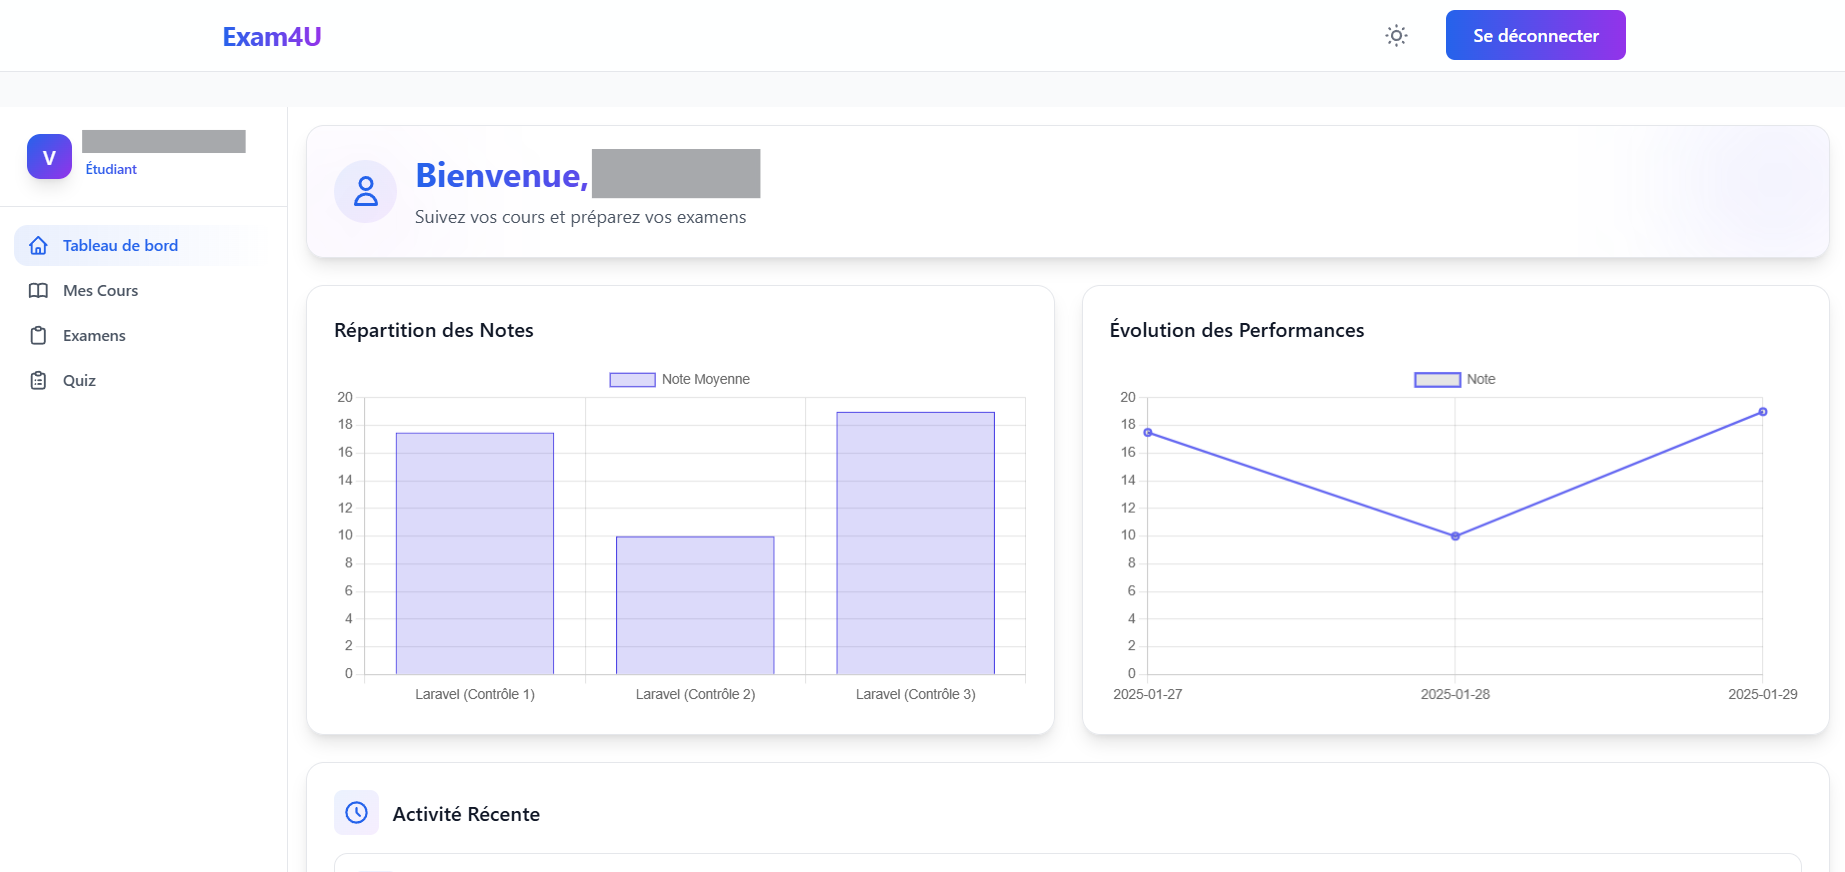 Exam4U
Se déconnecter
V
Étudiant
Tableau de bord
Mes Cours
Examens
Quiz
Bienvenue,
Suivez vos cours et préparez vos examens
Répartition des Notes
Note Moyenne
20
18
16
14
12
10
8
6
4
2
0
Laravel (Contrôle 1)
Laravel (Contrôle 2)
Laravel (Contrôle 3)
Évolution des Performances
Note
20
18
16
14
12
10
8
6
4
2
0
2025-01-27
2025-01-28
2025-01-29
Activité Récente